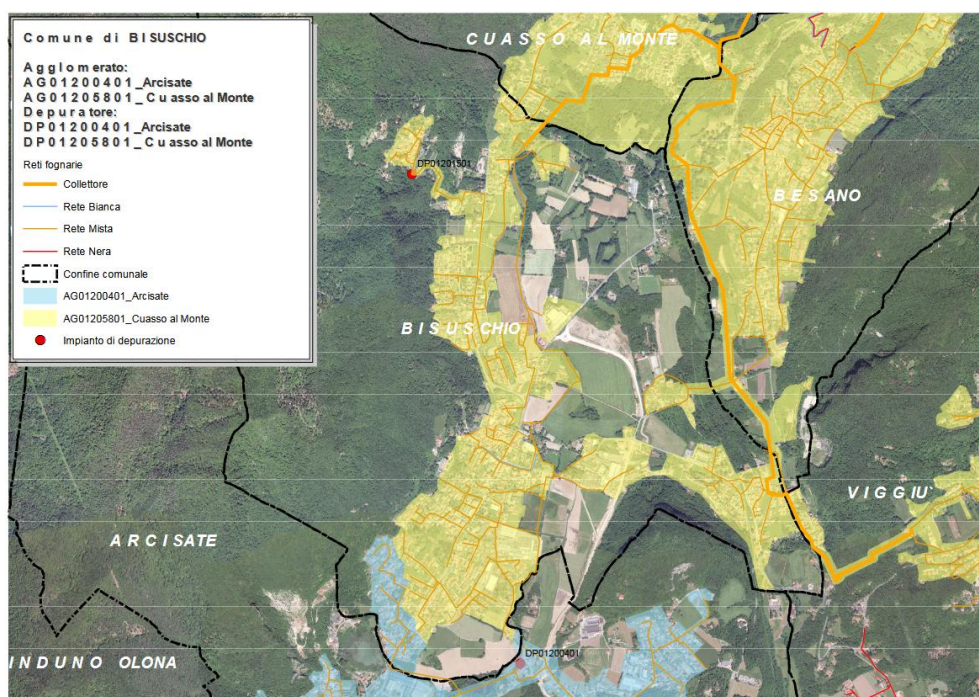 Comune di BISUSCHIO
Agglomerato:
AG01200401_Arcisate
AG01205801_Cuasso al Monte
Depuratore:
DP01200401_Arcisate
DP01205801_Cuasso al Monte
Reti fognarie
Collettore
Rete Bianca
Rete Mista
Rete Nera
Confine comunale
AG01200401_Arcisate
AG01205801_Cuasso al Monte
Impianto di depurazione
CUASSO AL MONTE
DP01201501
BESANO
BISUSCHIO
VIGGIU`
ARCISATE
INDUNO OLONA
DP01200401